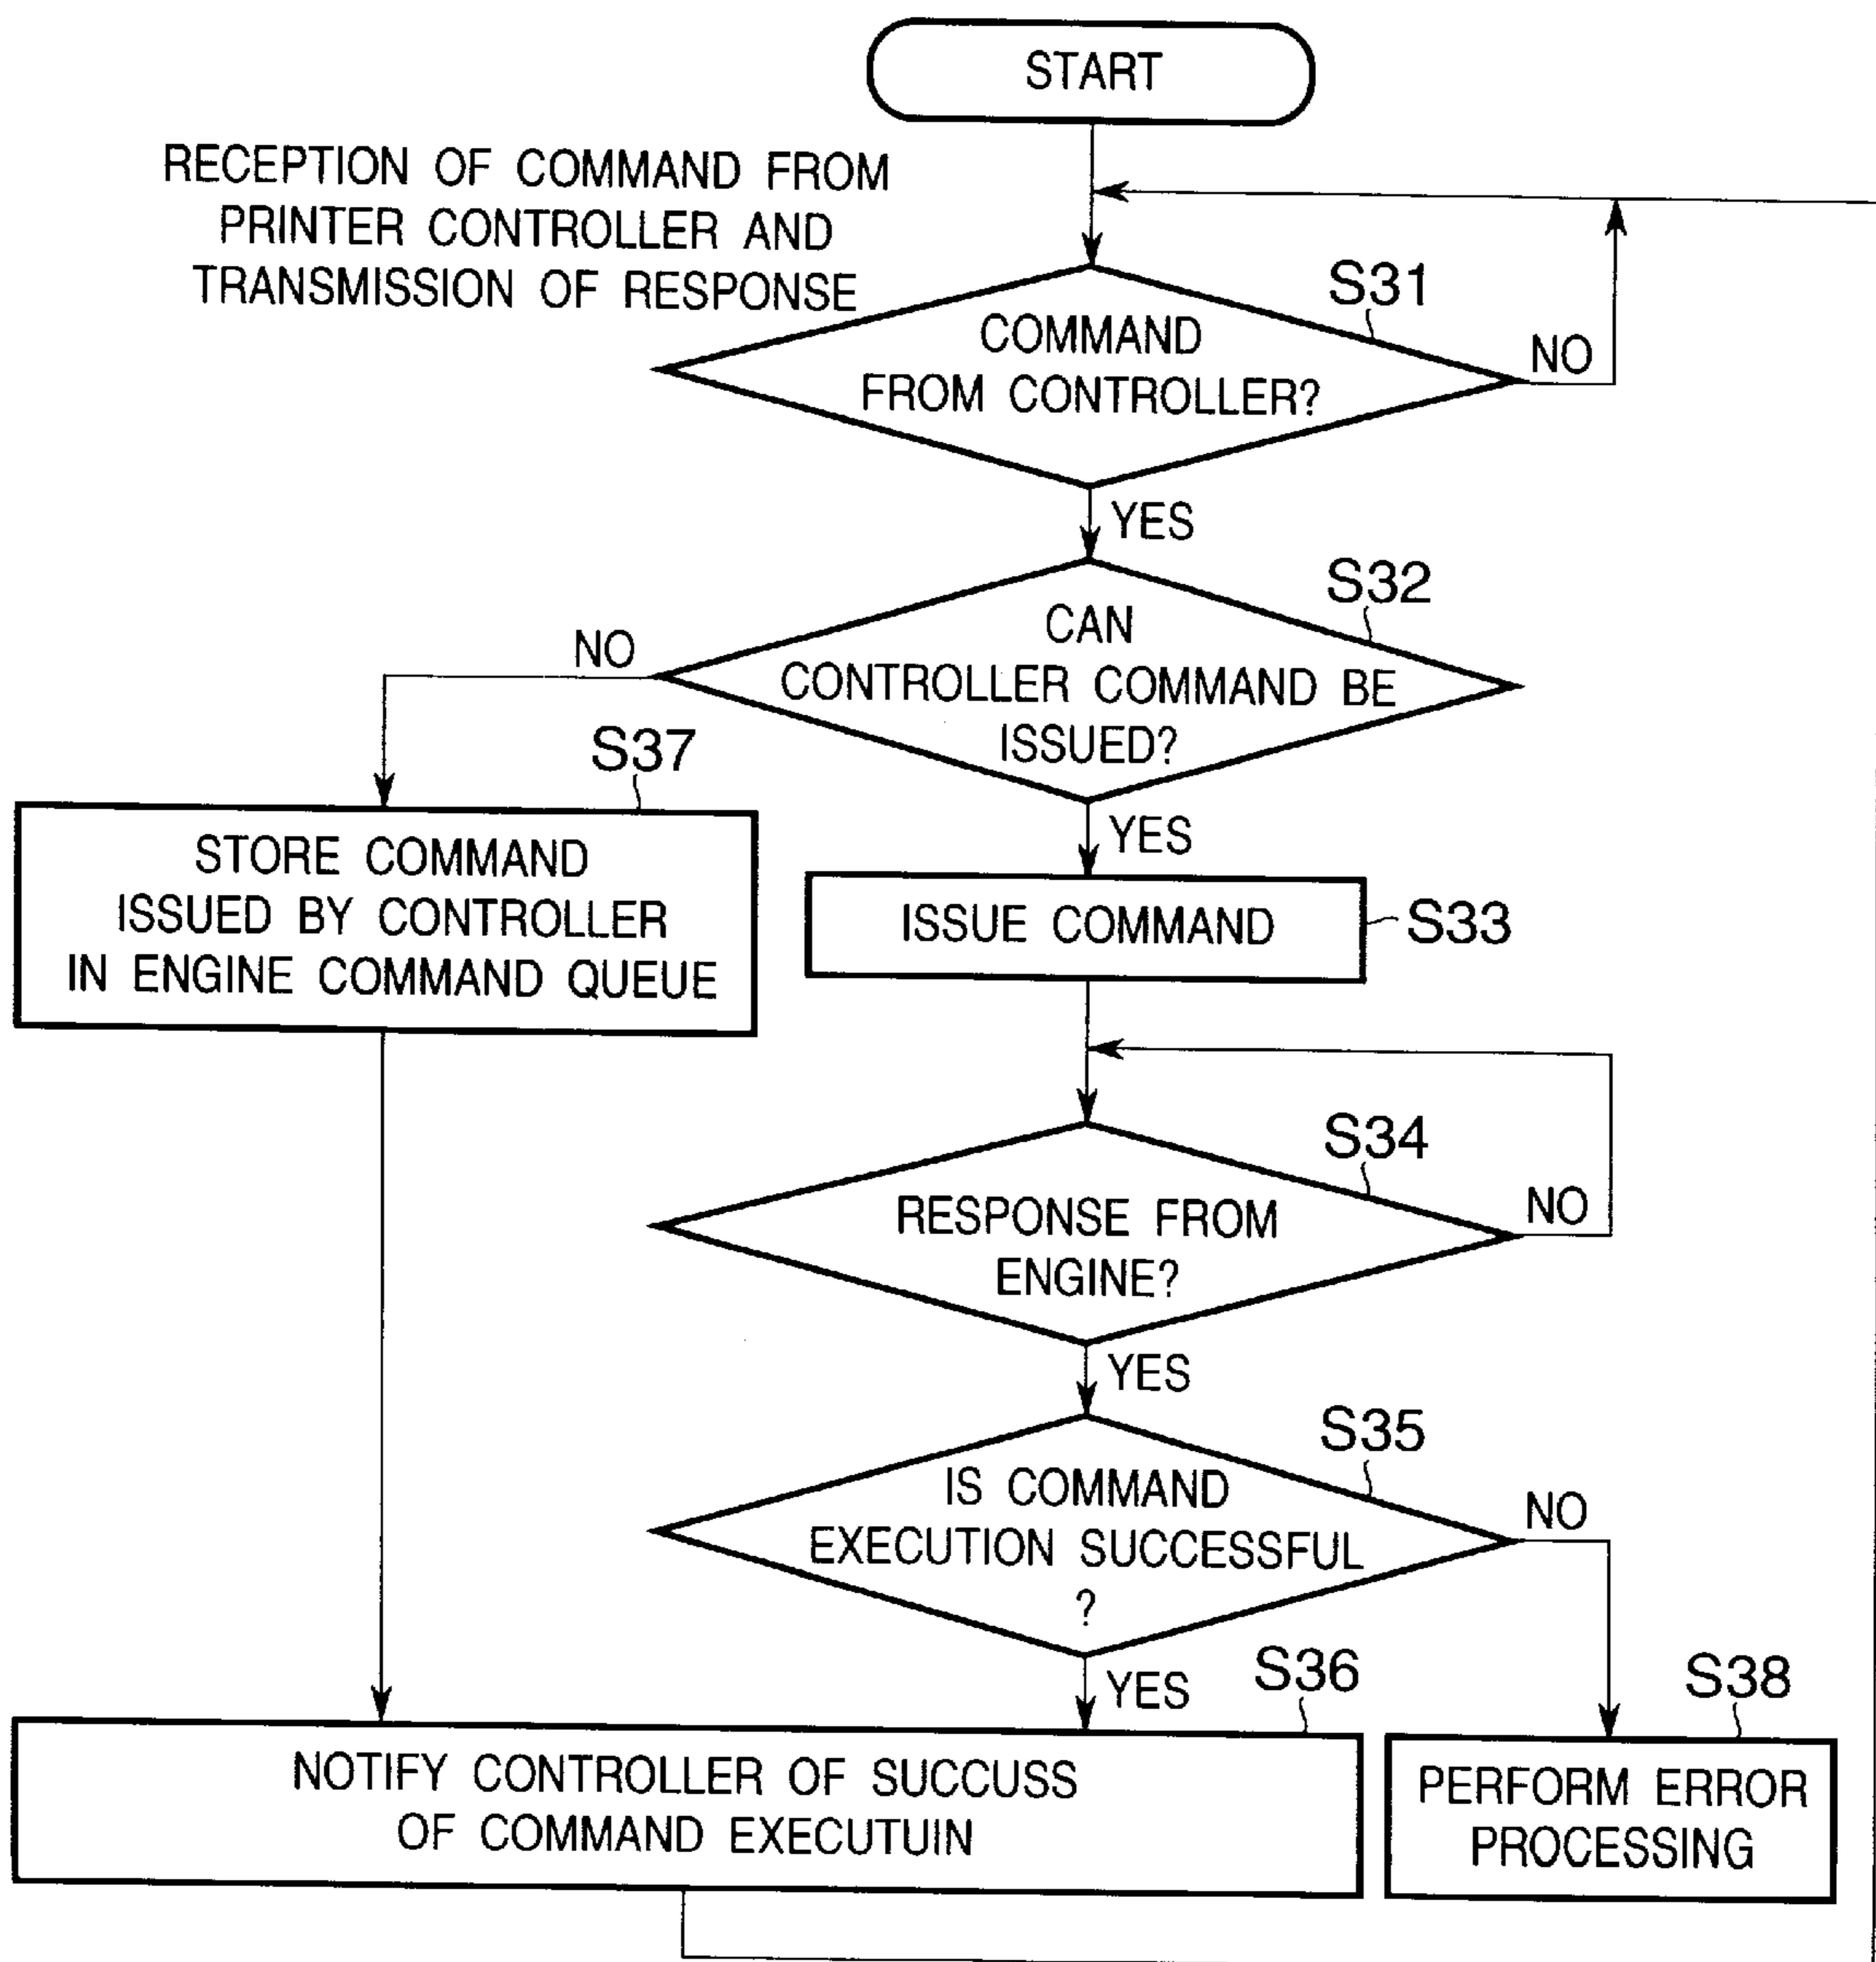 START
RECEPTION OF COMMAND FROM
PRINTER CONTROLLER AND
TRANSMISSION OF RESPONSE
S31
COMMAND
FROM CONTROLLER?
NO
YES
S32
CAN
CONTROLLER COMMAND BE
ISSUED?
NO
YES
S37
STORE COMMAND
ISSUED BY CONTROLLER
IN ENGINE COMMAND QUEUE
ISSUE COMMAND
S33
S34
RESPONSE FROM
ENGINE?
NO
YES
S35
IS COMMAND
EXECUTION SUCCESSFUL
?
NO
YES
S36
NOTIFY CONTROLLER OF SUCCUSS
OF COMMAND EXECUTUIN
S38
PERFORM ERROR
PROCESSING